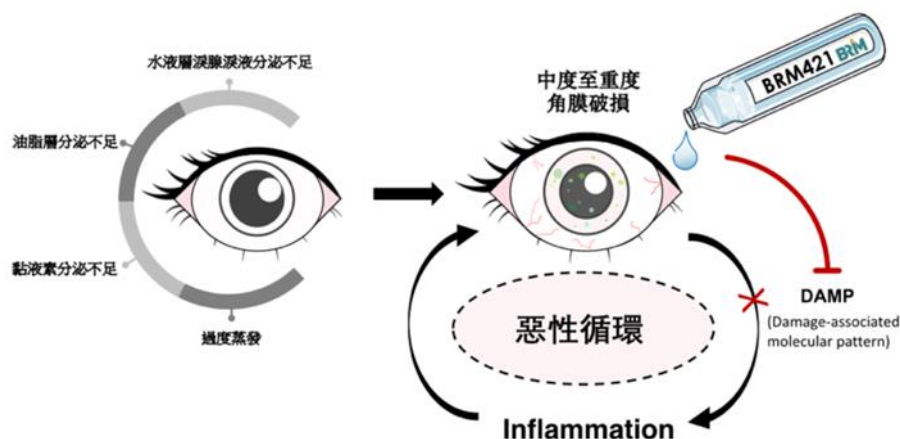 水液層淚腺淚液分泌不足
油脂層分泌不足
黏液素分泌不足
過度蒸發
中度至重度
角膜破損
BRM421 BRIM
DAMP
(Damage-associated
molecular pattern)
惡性循環
Inflammation